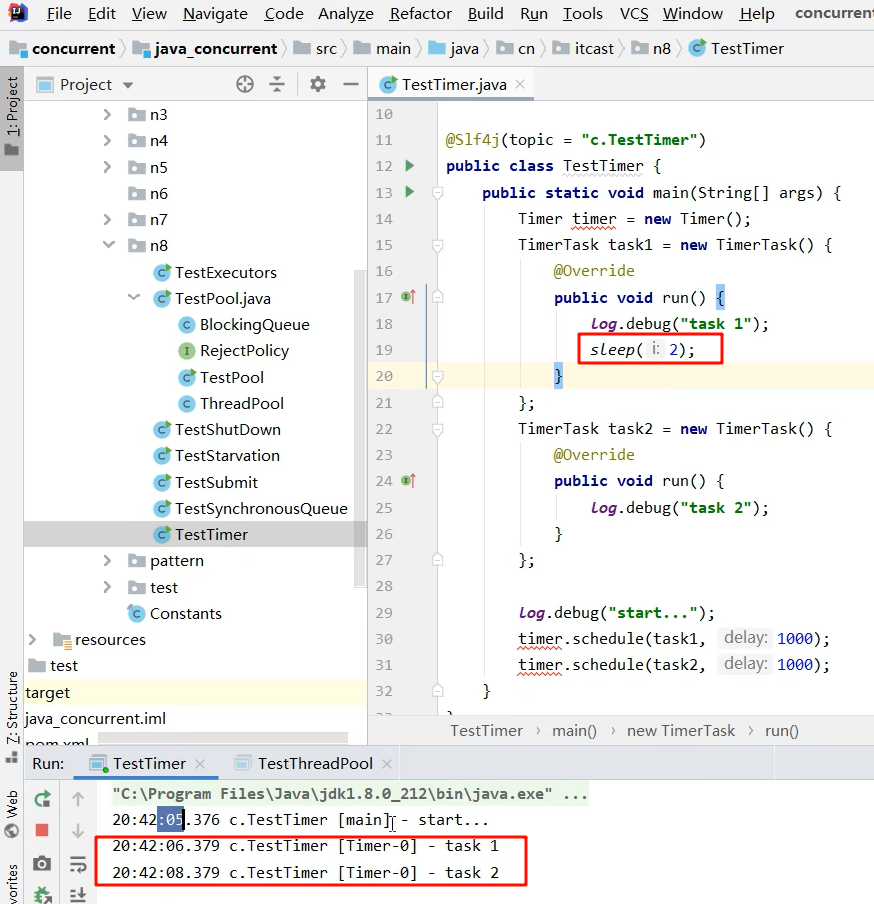 File Edit View Navigate Code Analyze Refactor Build Run Tools VCS Window Help concurrent
concurrent java_concurrent src main java cn itcast n8 TestTimer
1: Project
Project
TestTimer.java
n3
n4
n5
n6
n7
n8
TestExecutors
TestPool.java
BlockingQueue
RejectPolicy
TestPool
ThreadPool
TestShutDown
TestStarvation
TestSubmit
TestSynchronousQueue
TestTimer
pattern
test
Constants
resources
test
target
java_concurrent.iml
pom.xml
10
11 @Slf4j(topic = "c.TestTimer")
12 public class TestTimer {
13 public static void main(String[] args) {
14 Timer timer = new Timer();
15 TimerTask task1 = new TimerTask() {
16 @Override
17 public void run() {
18 log.debug("task 1");
19 sleep( i: 2);
20 }
21 };
22 TimerTask task2 = new TimerTask() {
23 @Override
24 public void run() {
25 log.debug("task 2");
26 }
27 };
28
29 log.debug("start...");
30 timer.schedule(task1, delay: 1000);
31 timer.schedule(task2, delay: 1000);
32 }
33 }
TestTimer main() new TimerTask run()
Z: Structure
Web
Run: TestTimer TestThreadPool
"C:\Program Files\Java\jdk1.8.0_212\bin\java.exe" ...
20:42:05.376 c.TestTimer [main] - start...
20:42:06.379 c.TestTimer [Timer-0] - task 1
20:42:08.379 c.TestTimer [Timer-0] - task 2